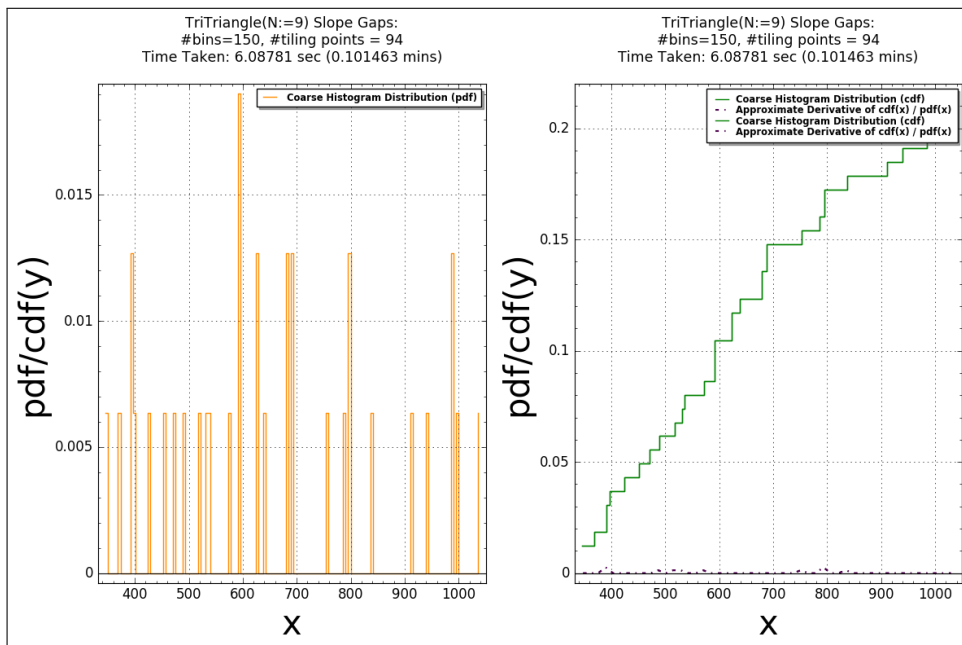 TriTriangle(N:=9) Slope Gaps:
#bins=150, #tiling points = 94
Time Taken: 6.08781 sec (0.101463 mins)
Coarse Histogram Distribution (pdf)
0.015
0.01
0.005
0
pdf/cdf(y)
400 500 600 700 800 900 1000
x
TriTriangle(N:=9) Slope Gaps:
#bins=150, #tiling points = 94
Time Taken: 6.08781 sec (0.101463 mins)
Coarse Histogram Distribution (cdf)
Approximate Derivative of cdf(x) / pdf(x)
Coarse Histogram Distribution (cdf)
Approximate Derivative of cdf(x) / pdf(x)
0.2
0.15
0.1
0.05
0
pdf/cdf(y)
400 500 600 700 800 900 1000
x